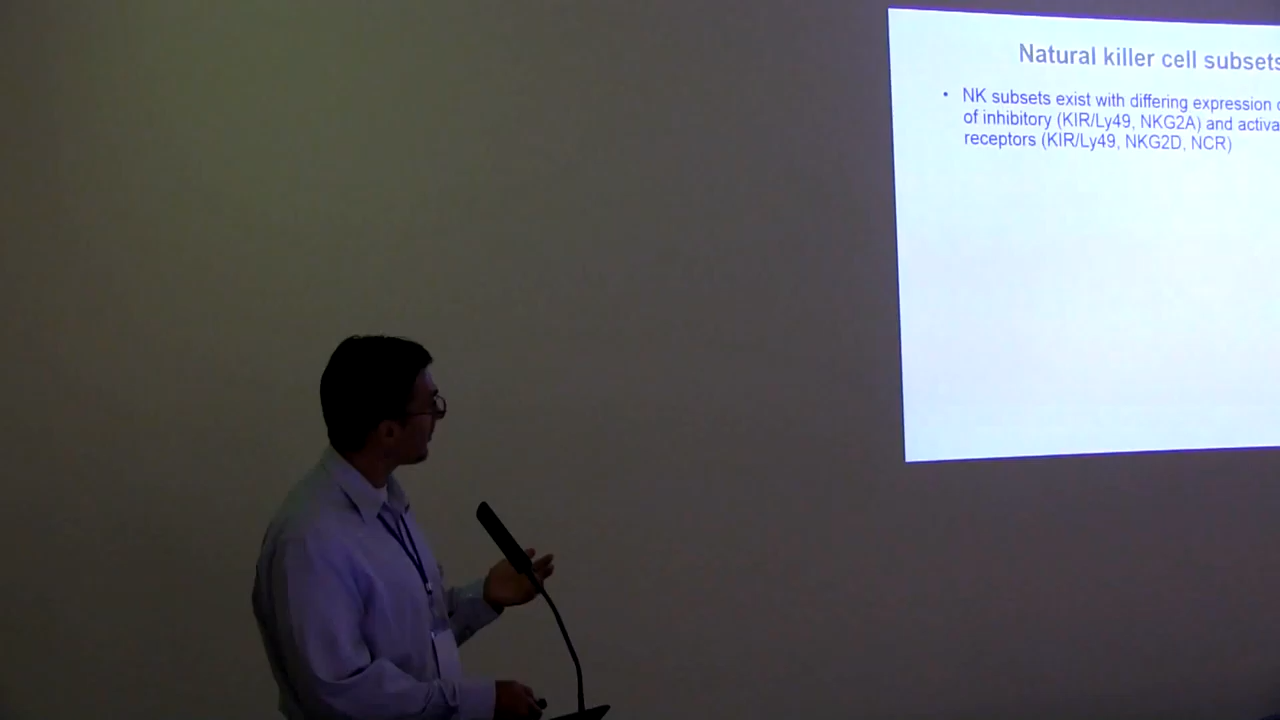 Natural killer cell subsets
• NK subsets exist with differing expression
of inhibitory (KIR/Ly49, NKG2A) and activa
receptors (KIR/Ly49, NKG2D, NCR)